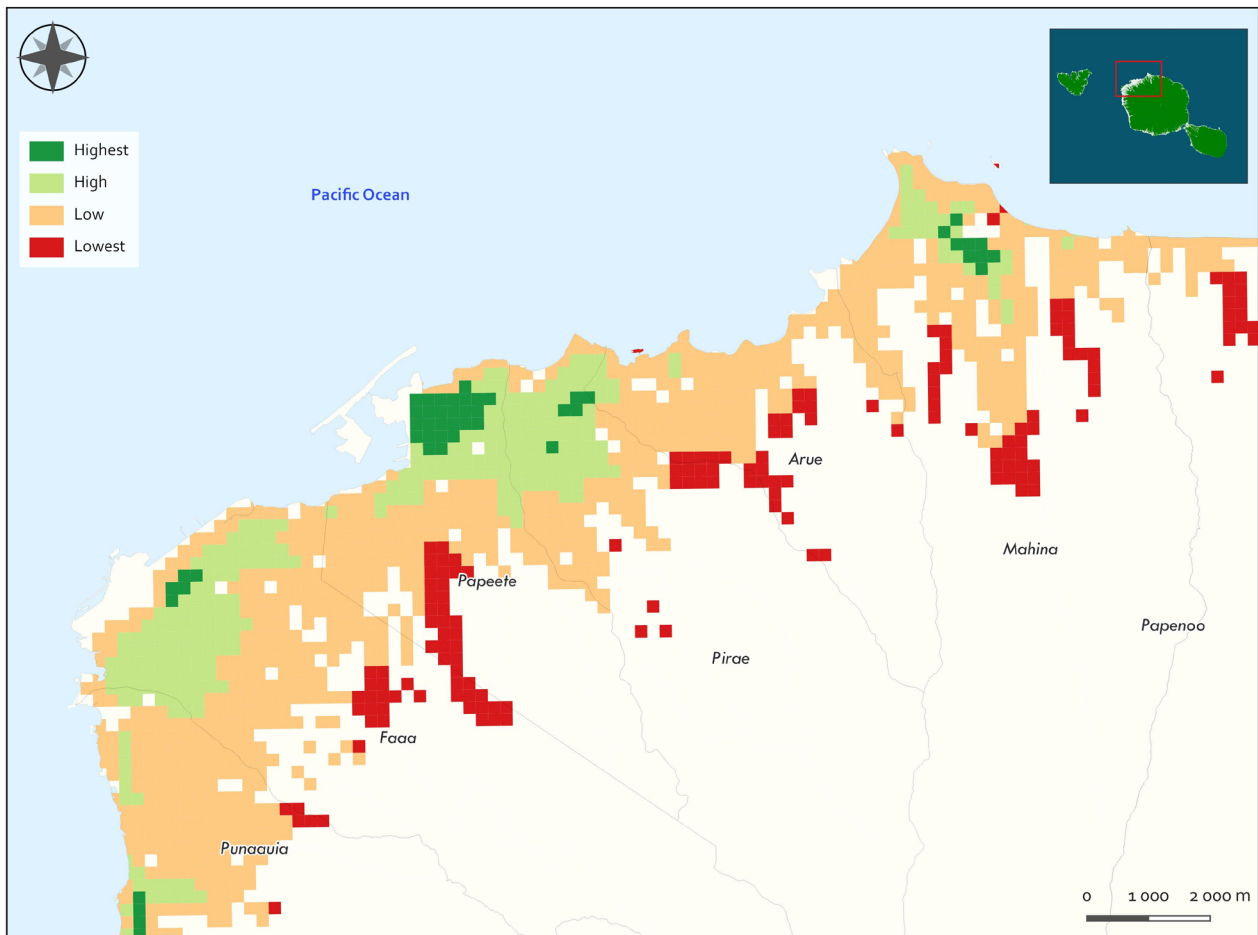 Highest
High
Low
Lowest
Pacific Ocean
Arue
Mahina
Papeete
Papenoo
Pirae
Faaa
Punaauia
0 1 000 2 000 m